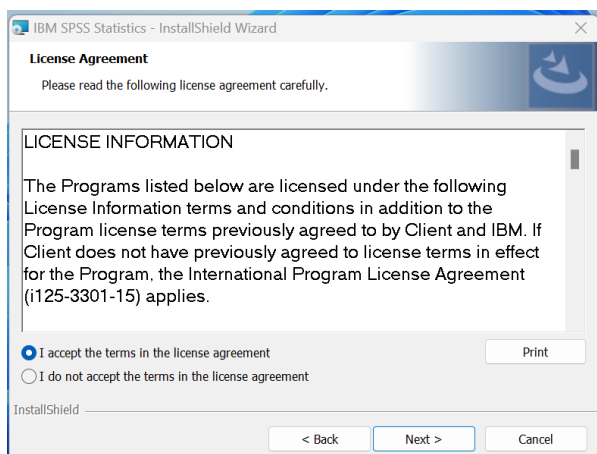 IBM SPSS Statistics - InstallShield Wizard
License Agreement
Please read the following license agreement carefully.
LICENSE INFORMATION
The Programs listed below are licensed under the following
License Information terms and conditions in addition to the
Program license terms previously agreed to by Client and IBM. If
Client does not have previously agreed to license terms in effect
for the Program, the International Program License Agreement
(i125-3301-15) applies.
I accept the terms in the license agreement
Print
I do not accept the terms in the license agreement
InstallShield
< Back
Next >
Cancel